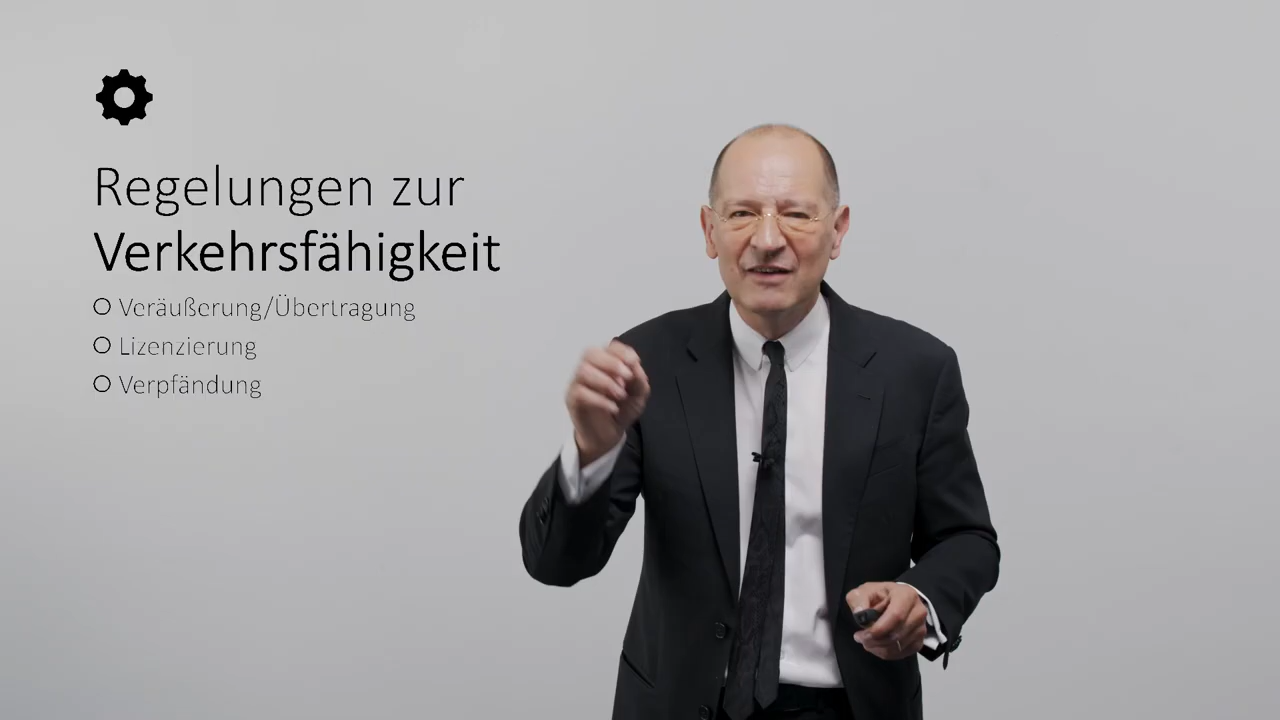 Regelungen zur
Verkehrsfähigkeit
Veräußerung/Übertragung
Lizenzierung
Verpfändung